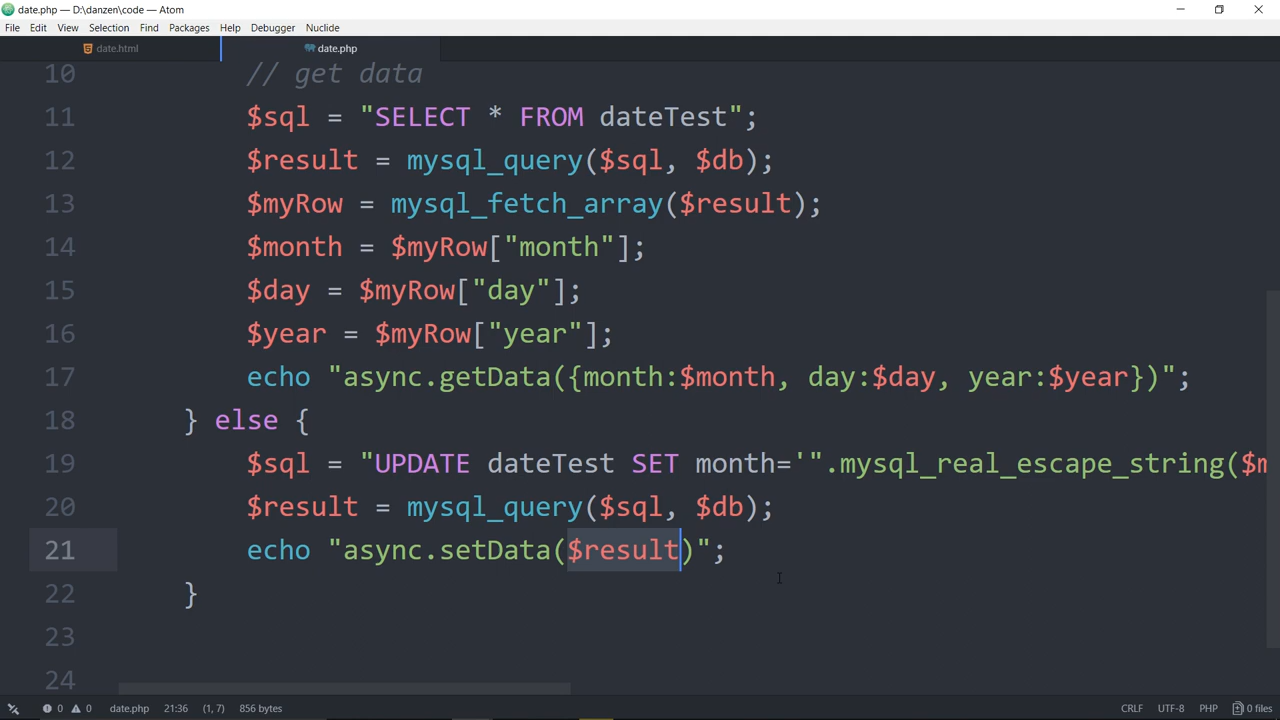 date.php — D:\danzen\code — Atom
File Edit View Selection Find Packages Help Debugger Nuclide
date.html date.php
10 // get data
11 $sql = "SELECT * FROM dateTest";
12 $result = mysql_query($sql, $db);
13 $myRow = mysql_fetch_array($result);
14 $month = $myRow["month"];
15 $day = $myRow["day"];
16 $year = $myRow["year"];
17 echo "async.getData({month:$month, day:$day, year:$year})";
18 } else {
19 $sql = "UPDATE dateTest SET month='".mysql_real_escape_string($m
20 $result = mysql_query($sql, $db);
21 echo "async.setData($result)";
22 }
23
24
0 0 date.php 21:36 (1, 7) 856 bytes CRLF UTF-8 PHP 0 files